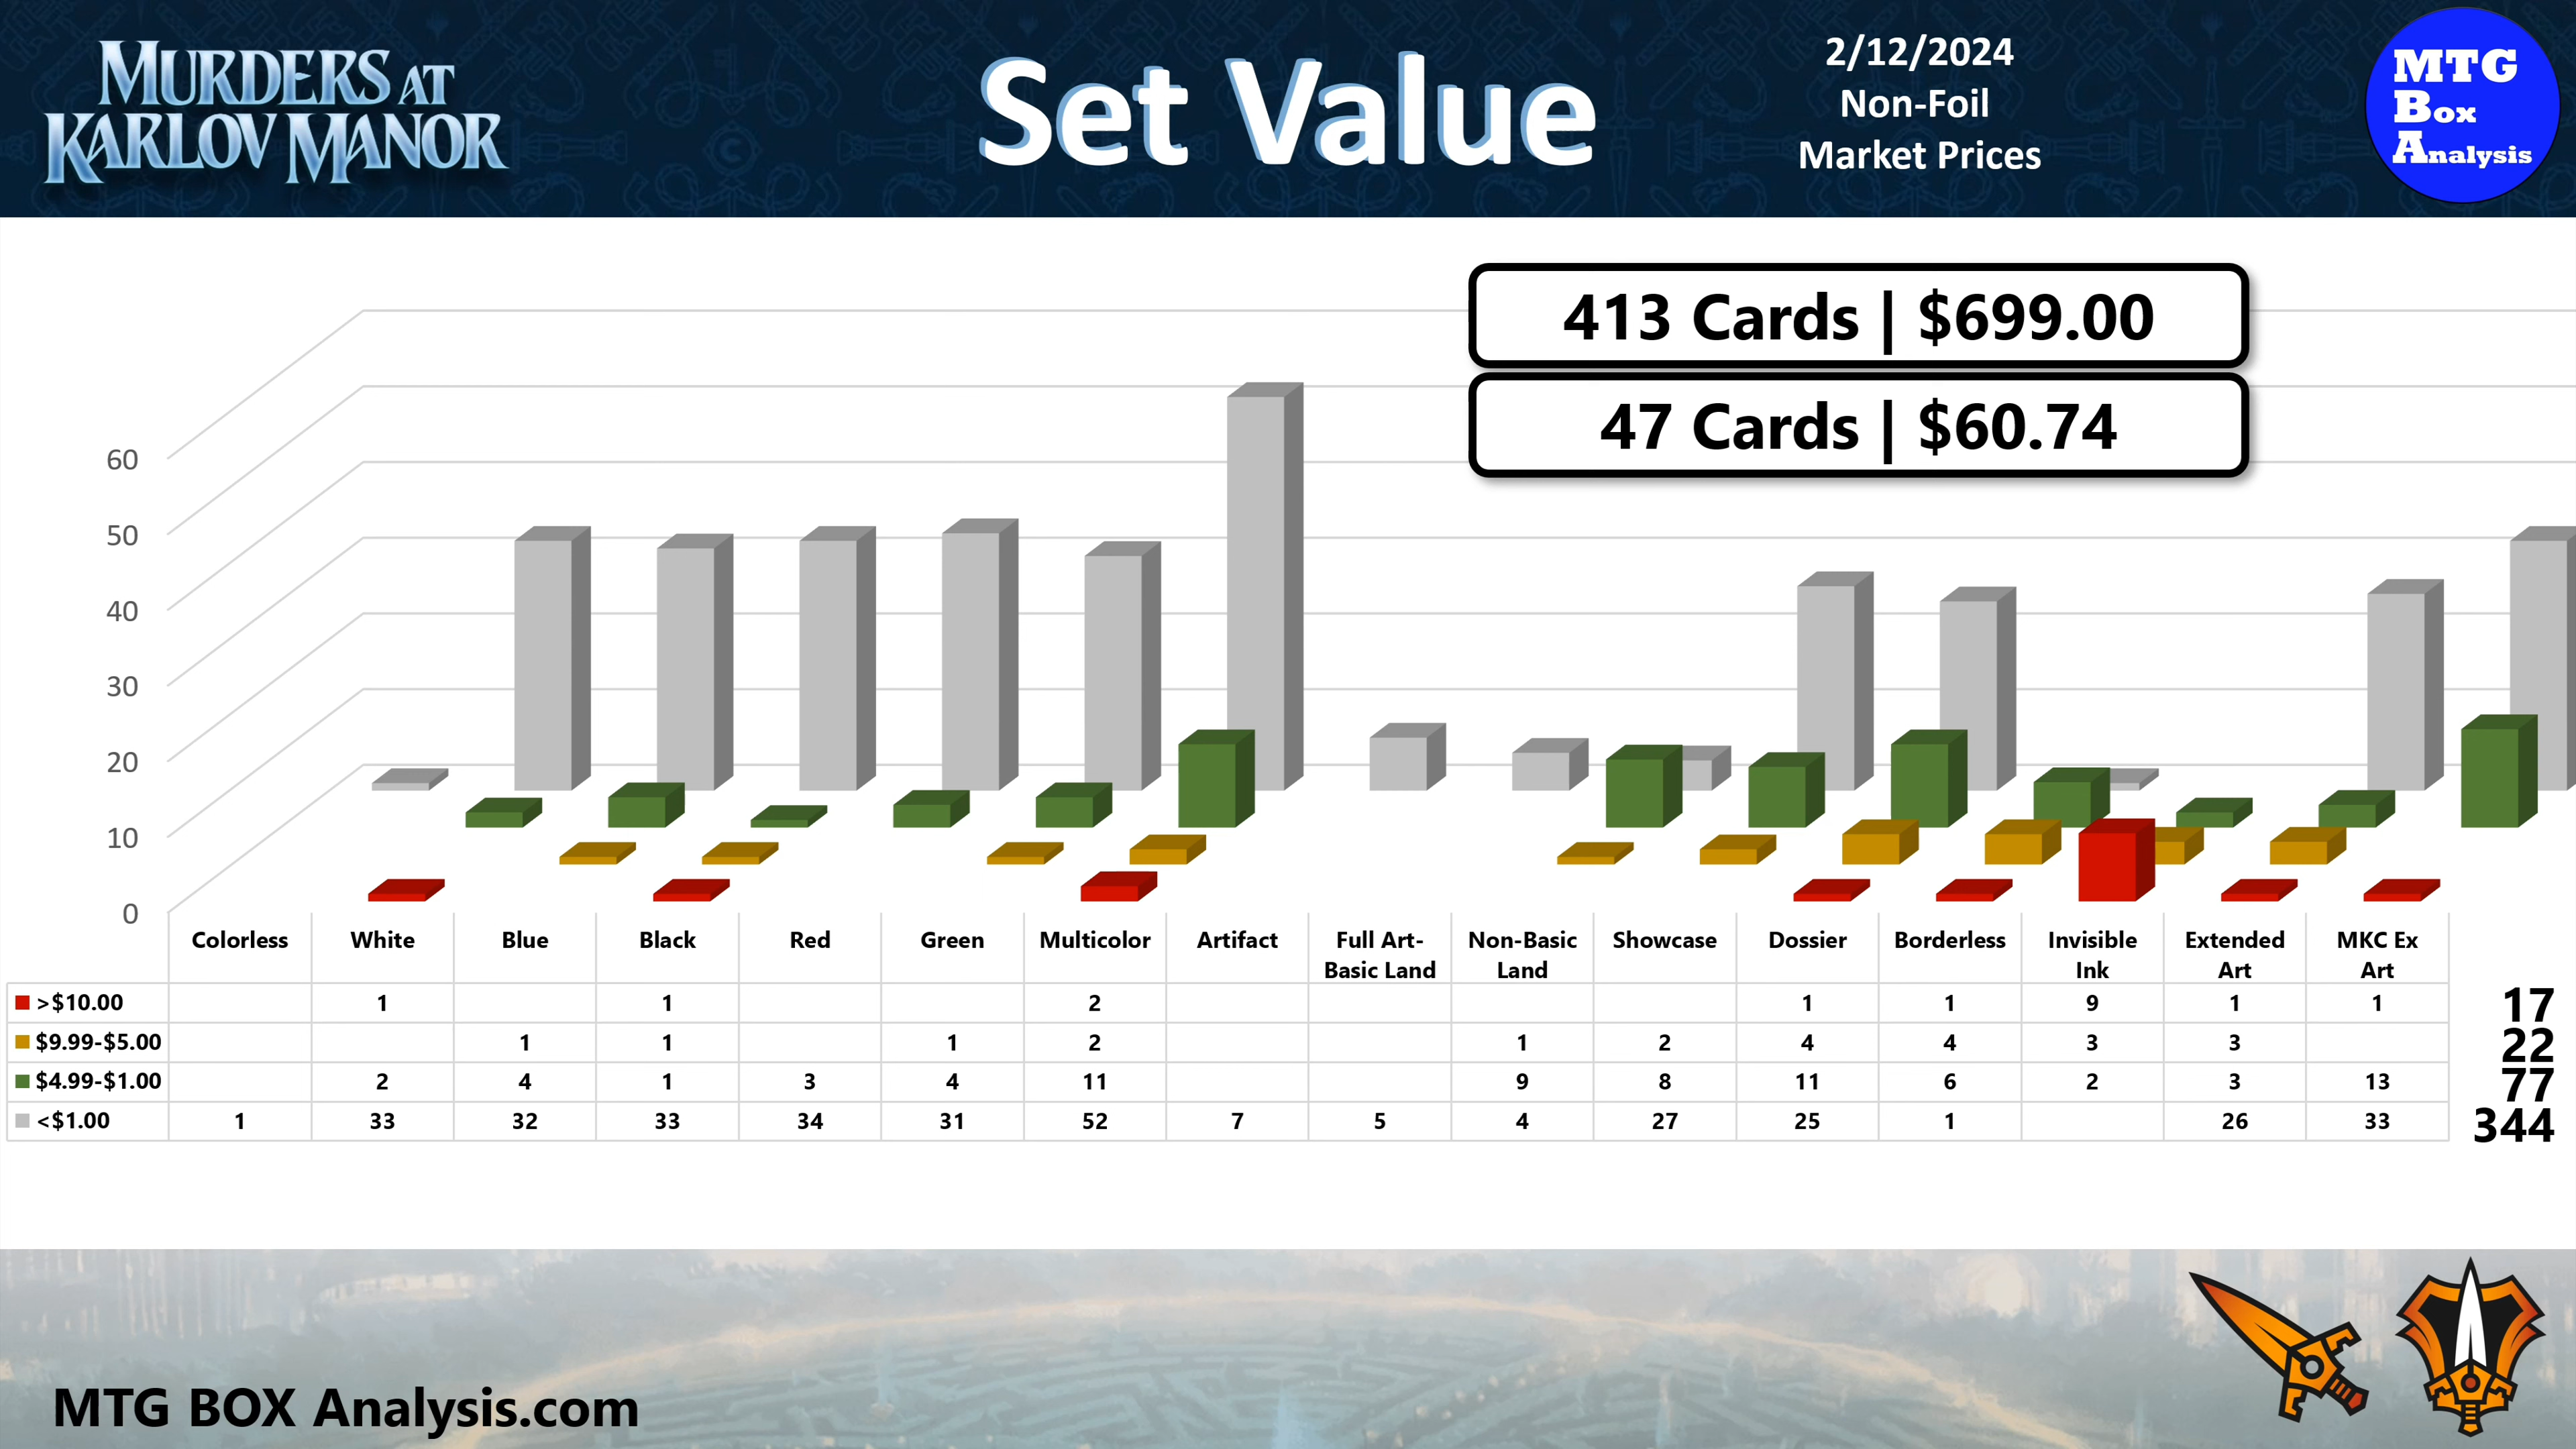 MURDERS AT
KARLOV MANOR
Set Value
2/12/2024
Non-Foil
Market Prices
MTG
Box
Analysis
413 Cards | $699.00
47 Cards | $60.74
60
50
40
30
20
10
0
Colorless White Blue Black Red Green Multicolor Artifact Full Art- Non-Basic Showcase Dossier Borderless Invisible Extended MKC Ex
Basic Land Land Ink Art Art
>$10.00 1 1 2 1 1 9 1 1 17
$9.99-$5.00 1 1 1 2 1 2 4 4 3 3 22
$4.99-$1.00 2 4 1 3 4 11 9 8 11 6 2 3 13 77
<$1.00 1 33 32 33 34 31 52 7 5 4 27 25 1 26 33 344
MTG BOX Analysis.com